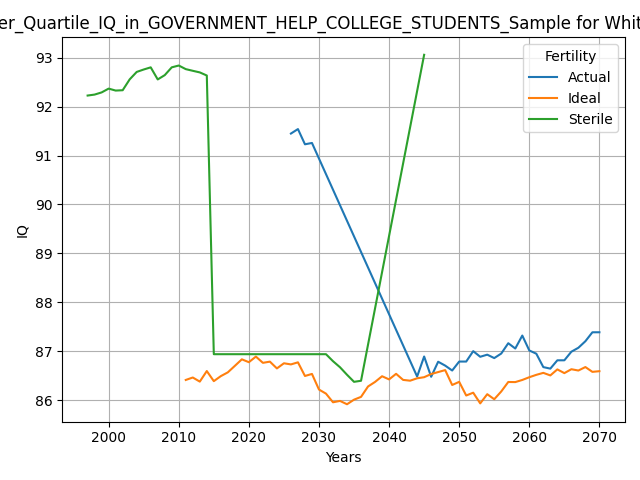 er_Quartile_IQ_in_GOVERNMENT_HELP_COLLEGE_STUDENTS_Sample for Whit
93
92
91
90
89
88
87
86
IQ
Fertility
Actual
Ideal
Sterile
2000 2010 2020 2030 2040 2050 2060 2070
Years